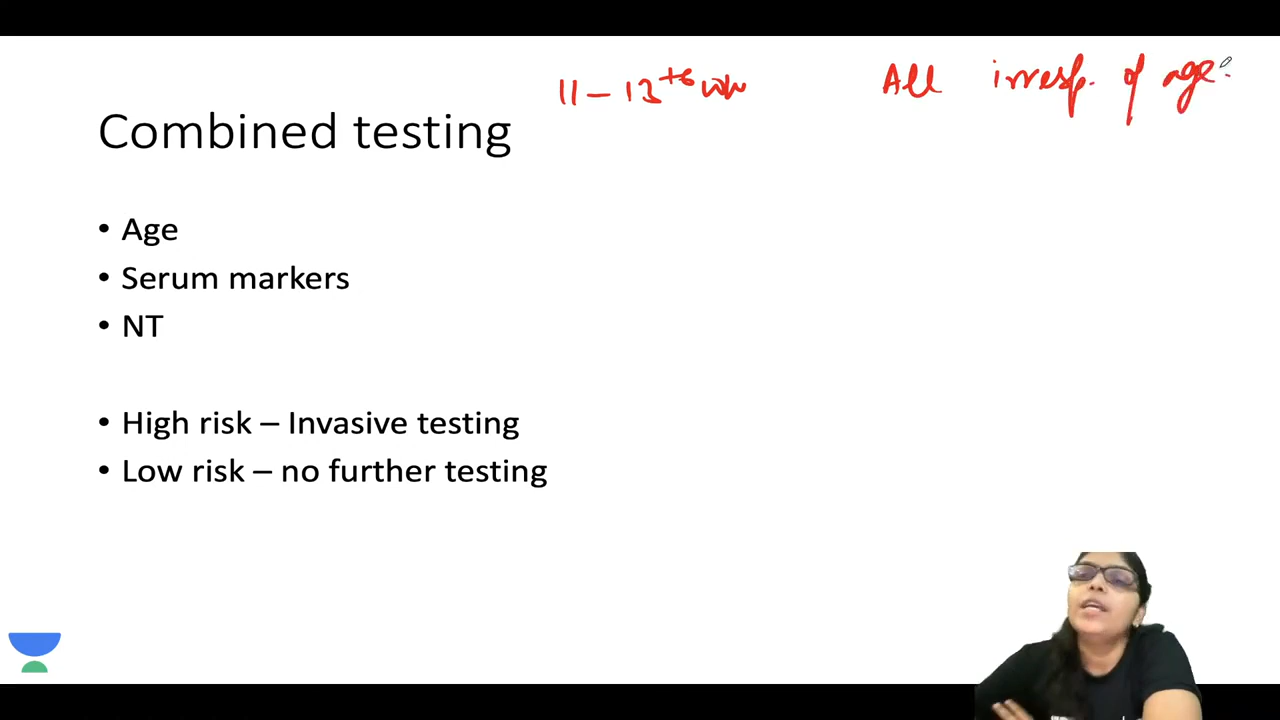 11 – 13⁺⁶ wk All irresp. of age.
Combined testing
• Age
• Serum markers
• NT
• High risk – Invasive testing
• Low risk – no further testing